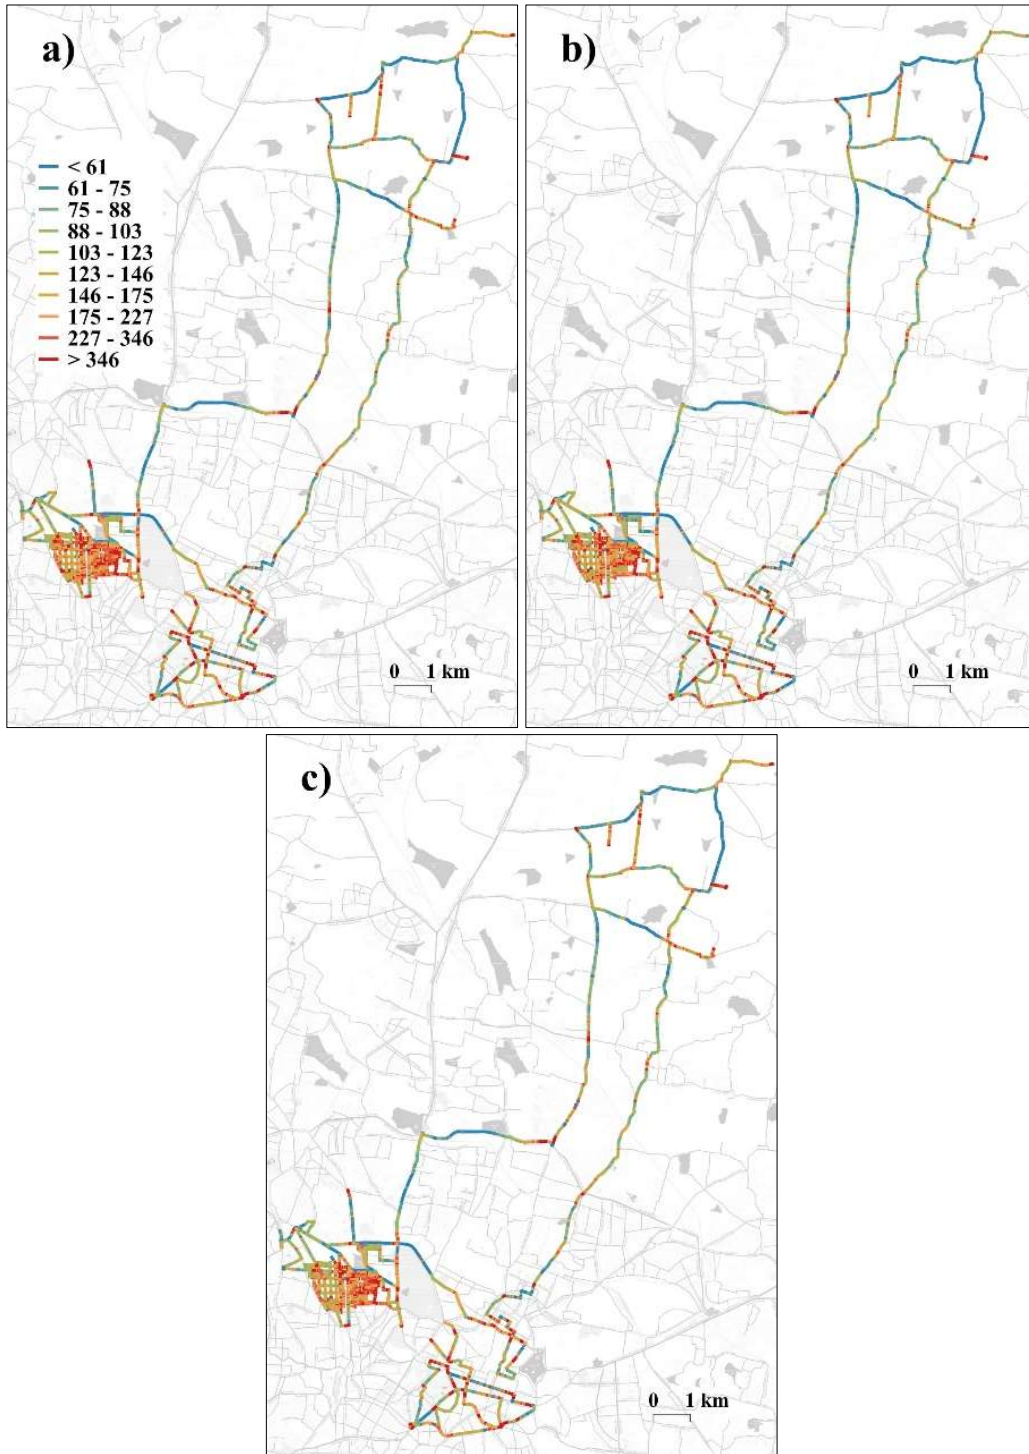 a)
< 61
61 - 75
75 - 88
88 - 103
103 - 123
123 - 146
146 - 175
175 - 227
227 - 346
> 346
0 1 km
b)
0 1 km
c)
0 1 km